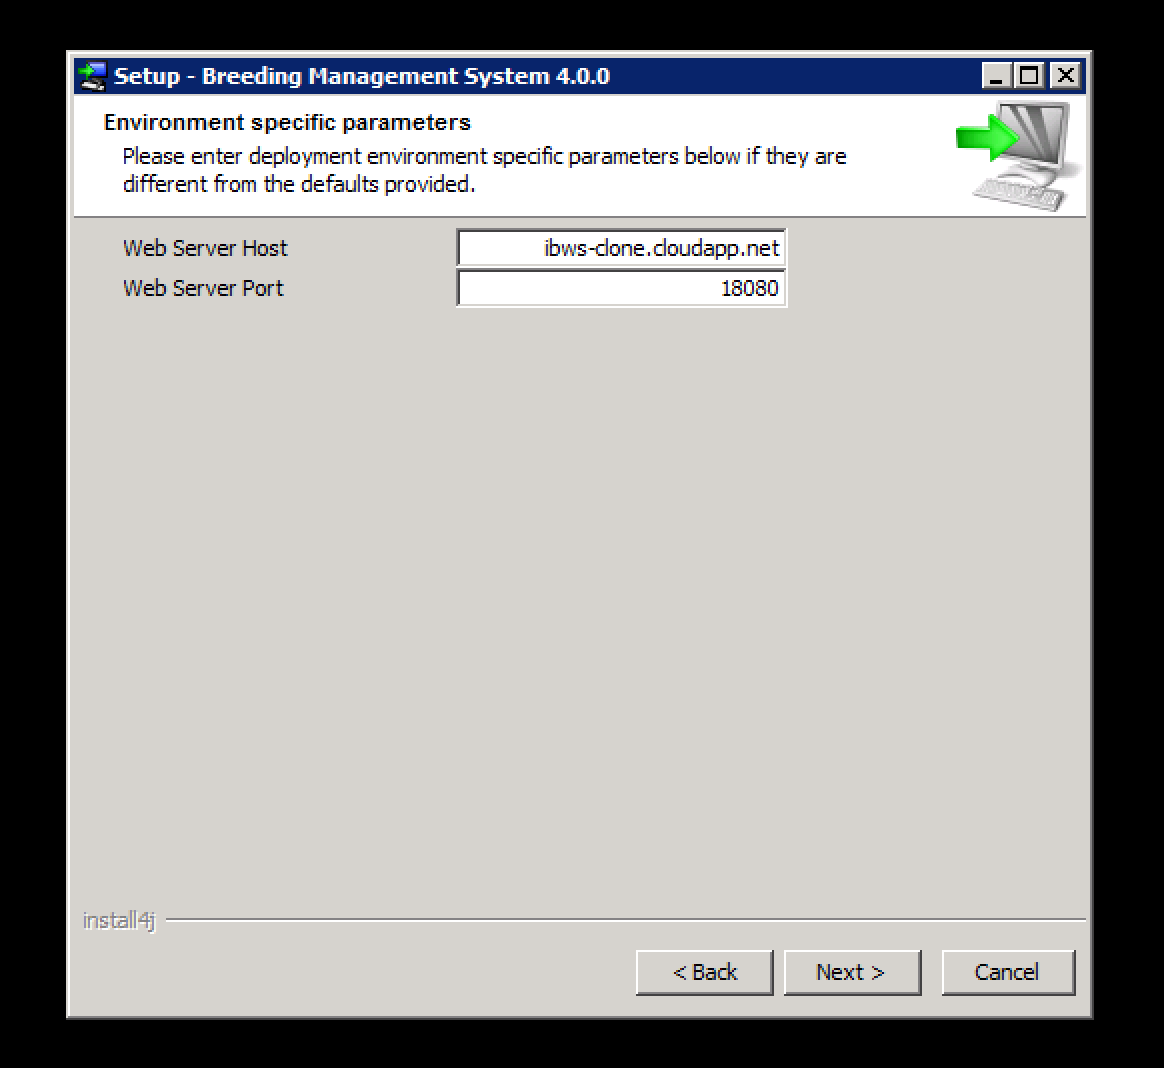 Setup - Breeding Management System 4.0.0
Environment specific parameters
Please enter deployment environment specific parameters below if they are
different from the defaults provided.
Web Server Host ibws-clone.cloudapp.net
Web Server Port 18080
install4j
< Back Next > Cancel